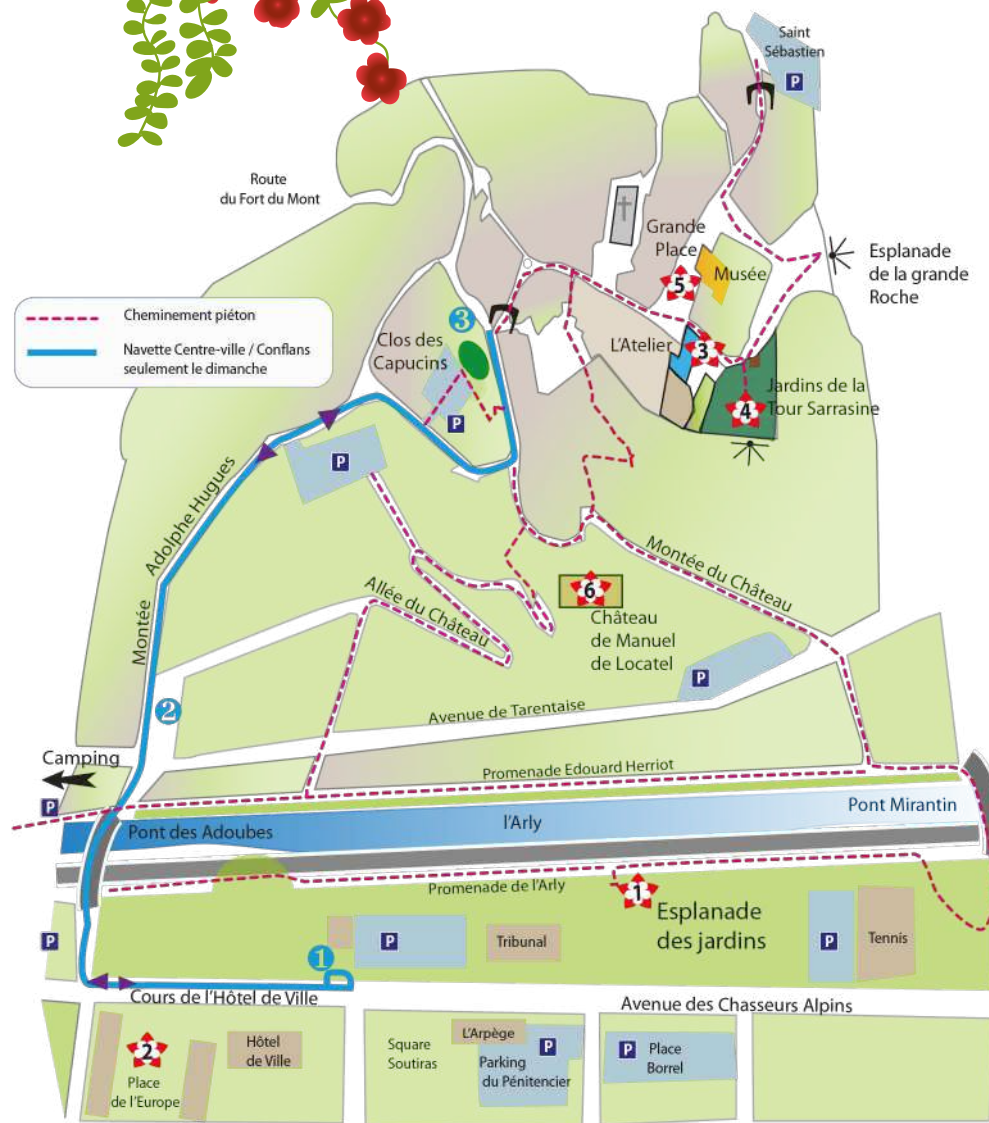 Saint
Sébastien
P
Route
du Fort du Mont
Grande
Place
5
Musée
Esplanade
de la grande
Roche
Cheminement piéton
Navette Centre-ville / Conflans
seulement le dimanche
3
Clos des
Capucins
P
L'Atelier
3
Jardins de la
Tour Sarrasine
4
P
Montée
Adolphe Hugues
Allée du Château
6
Château
de Manuel
de Locatel
Montée du Château
P
2
Avenue de Tarentaise
Camping
P
Promenade Edouard Herriot
Pont des Adoubes
l'Arly
Pont Mirantin
Promenade de l'Arly
1
Esplanade
des jardins
P
P
Tribunal
P
Tennis
1
Cours de l'Hôtel de Ville
Avenue des Chasseurs Alpins
2
Place
de l'Europe
Hôtel
de Ville
Square
Soutiras
L'Arpège
P
Parking
du Pénitencier
P
Place
Borrel